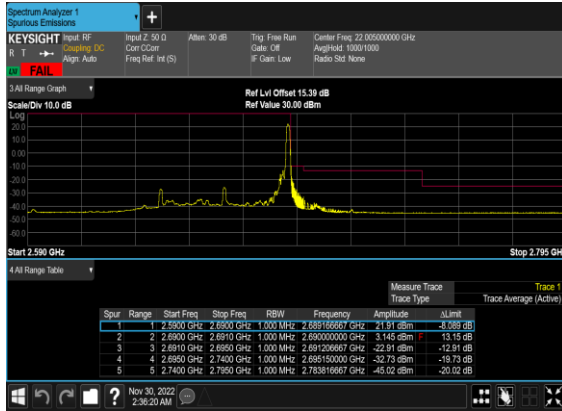 Spectrum Analyzer 1
Spurious Emissions
KEYSIGHT Input: RF Input Z: 50 Ω Atten: 30 dB Trig: Free Run Center Freq: 22.005000000 GHz
R T Coupling: DC Corr CCorr Gate: Off Avg|Hold: 1000/1000
Align: Auto Freq Ref: Int (S) IF Gain: Low Radio Std: None
LV FAIL
3 All Range Graph
Ref Lvl Offset 15.39 dB
Scale/Div 10.0 dB Ref Value 30.00 dBm
Log
20.0
10.0
0.00
-10.0
-20.0
-30.0
-40.0
-50.0
-60.0
Start 2.590 GHz Stop 2.795 GHz
4 All Range Table
Measure Trace Trace 1
Trace Type Trace Average (Active)
Spur Range Start Freq Stop Freq RBW Frequency Amplitude ΔLimit
1 1 2.5900 GHz 2.6900 GHz 1.000 MHz 2.689166667 GHz 21.91 dBm -8.089 dB
2 2 2.6900 GHz 2.6910 GHz 1.000 MHz 2.690000000 GHz 3.145 dBm F 13.15 dB
3 3 2.6910 GHz 2.6950 GHz 1.000 MHz 2.691206667 GHz -22.91 dBm -12.91 dB
4 4 2.6950 GHz 2.7400 GHz 1.000 MHz 2.695150000 GHz -32.73 dBm -19.73 dB
5 5 2.7400 GHz 2.7950 GHz 1.000 MHz 2.783816667 GHz -45.02 dBm -20.02 dB
Nov 30, 2022
2:36:20 AM